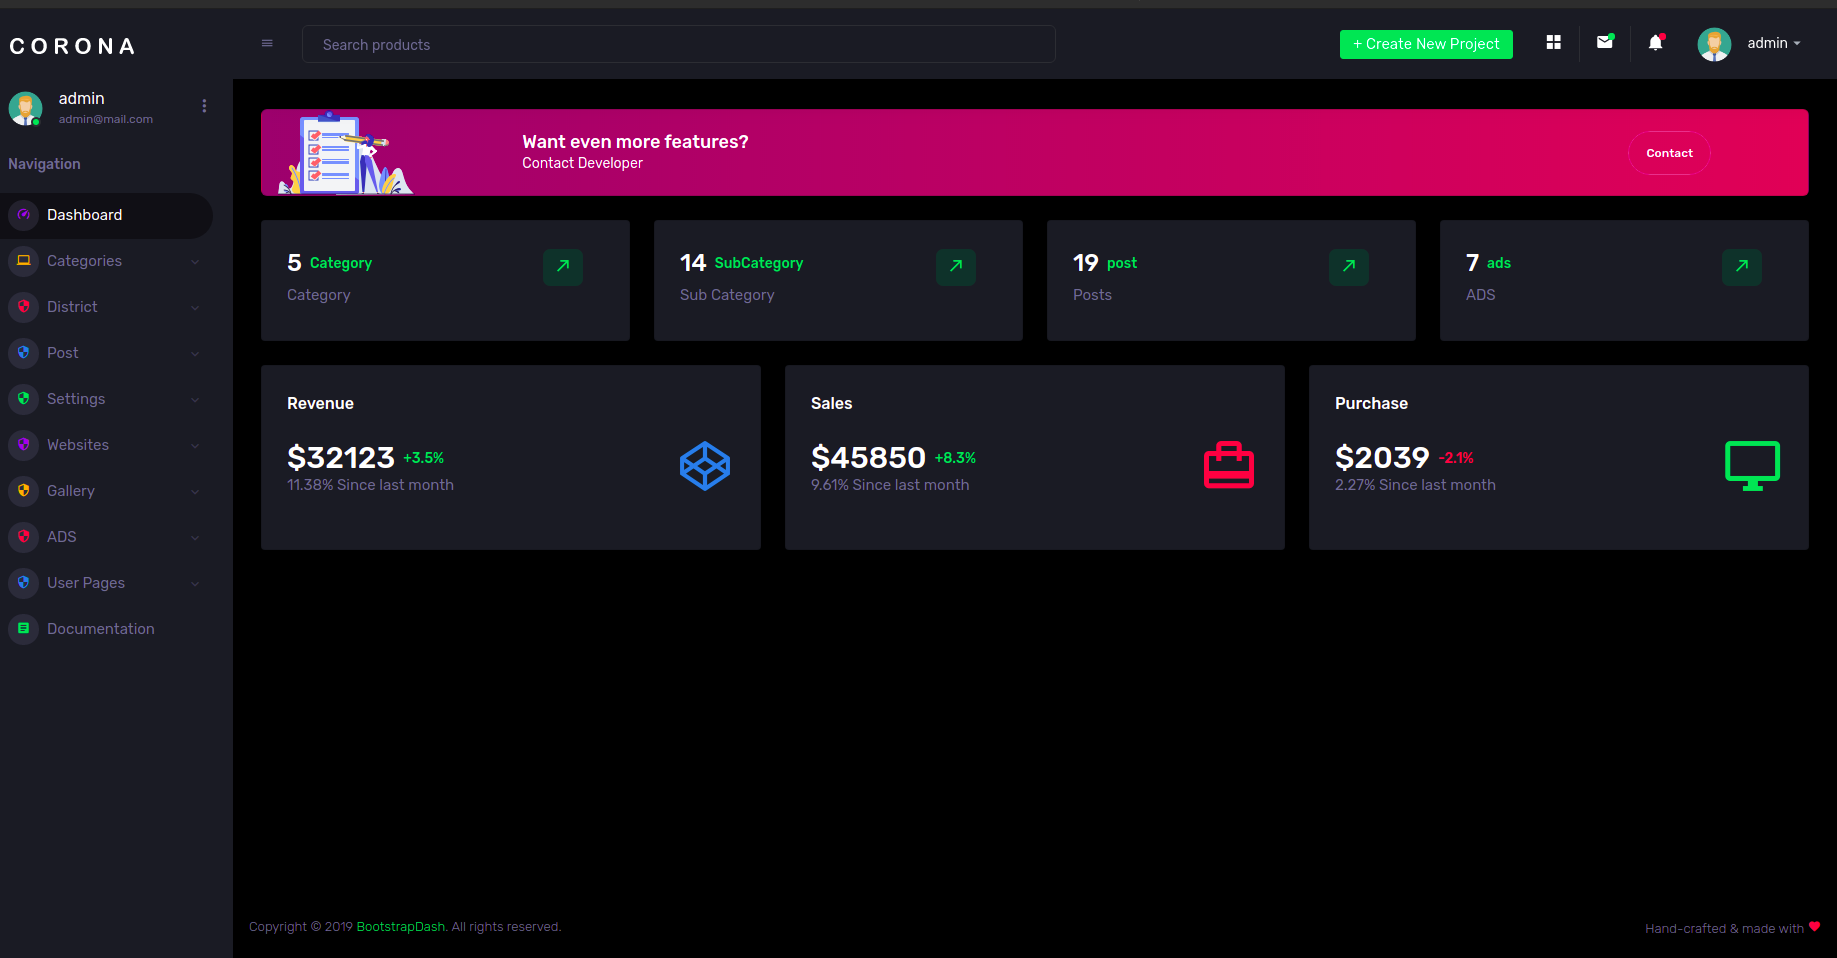 CORONA
Search products
+ Create New Project
admin
admin
admin@mail.com
Navigation
Dashboard
Categories
District
Post
Settings
Websites
Gallery
ADS
User Pages
Documentation
Want even more features?
Contact Developer
Contact
5 Category
Category
14 SubCategory
Sub Category
19 post
Posts
7 ads
ADS
Revenue
$32123 +3.5%
11.38% Since last month
Sales
$45850 +8.3%
9.61% Since last month
Purchase
$2039 -2.1%
2.27% Since last month
Copyright © 2019 BootstrapDash. All rights reserved.
Hand-crafted & made with